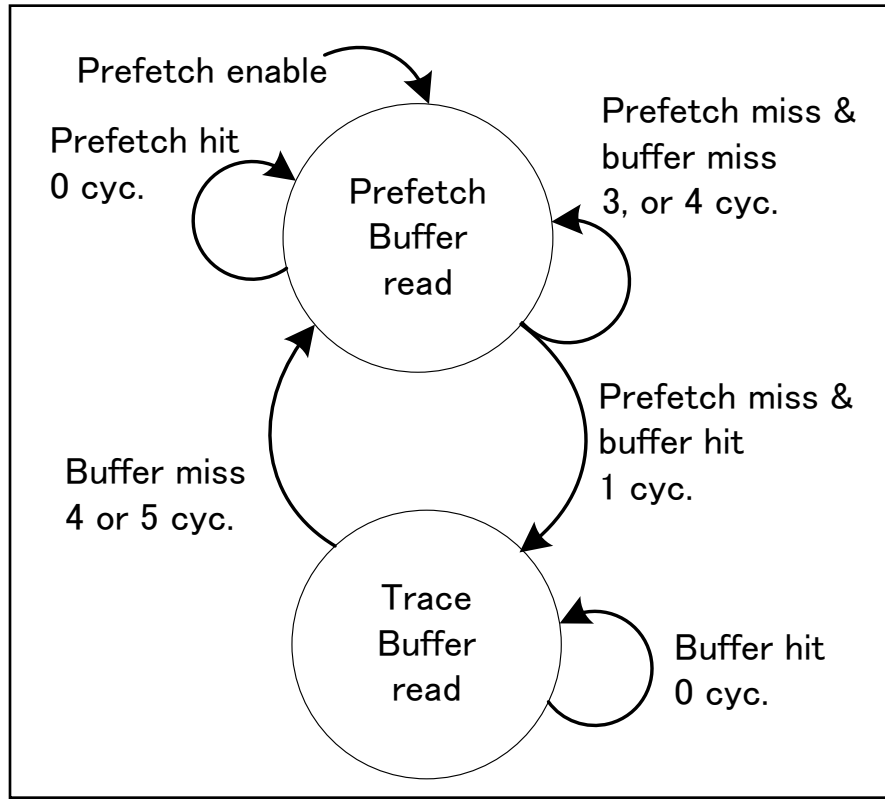 Prefetch enable
Prefetch hit
0 cyc.
Prefetch miss &
buffer miss
3, or 4 cyc.
Prefetch
Buffer
read
Prefetch miss &
buffer hit
1 cyc.
Buffer miss
4 or 5 cyc.
Trace
Buffer
read
Buffer hit
0 cyc.